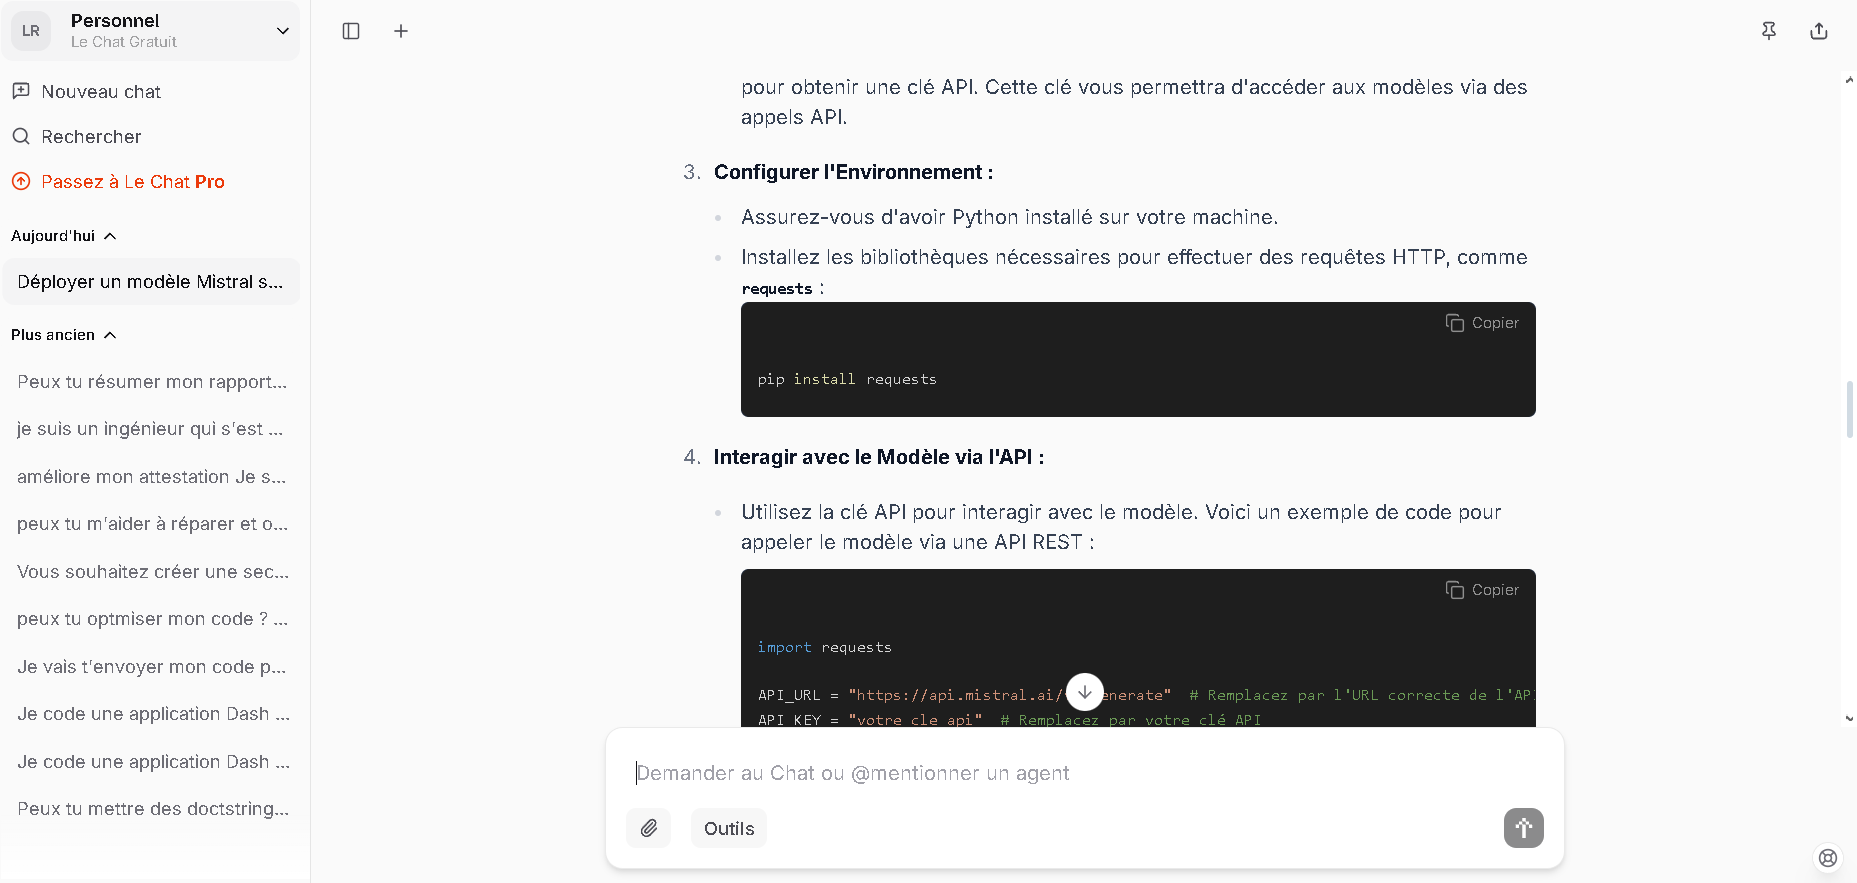 LR
Personnel
Le Chat Gratuit
Nouveau chat
Rechercher
Passez à Le Chat Pro
Aujourd'hui
Déployer un modèle Mistral s...
Plus ancien
Peux tu résumer mon rapport...
je suis un ingénieur qui s'est ...
améliore mon attestation Je s...
peux tu m'aider à réparer et o...
Vous souhaitez créer une sec...
peux tu optmiser mon code ? ...
Je vais t'envoyer mon code p...
Je code une application Dash ...
Je code une application Dash ...
Peux tu mettre des doctstring...
pour obtenir une clé API. Cette clé vous permettra d'accéder aux modèles via des
appels API.
3. Configurer l'Environnement :
Assurez-vous d'avoir Python installé sur votre machine.
Installez les bibliothèques nécessaires pour effectuer des requêtes HTTP, comme
requests :
Copier
pip install requests
4. Interagir avec le Modèle via l'API :
Utilisez la clé API pour interagir avec le modèle. Voici un exemple de code pour
appeler le modèle via une API REST :
Copier
import requests
API_URL = "https://api.mistral.ai/ enerate" # Remplacez par l'URL correcte de l'AP
API_KEY = "votre_cle_api" # Remplacez par votre clé API
Demander au Chat ou @mentionner un agent
Outils